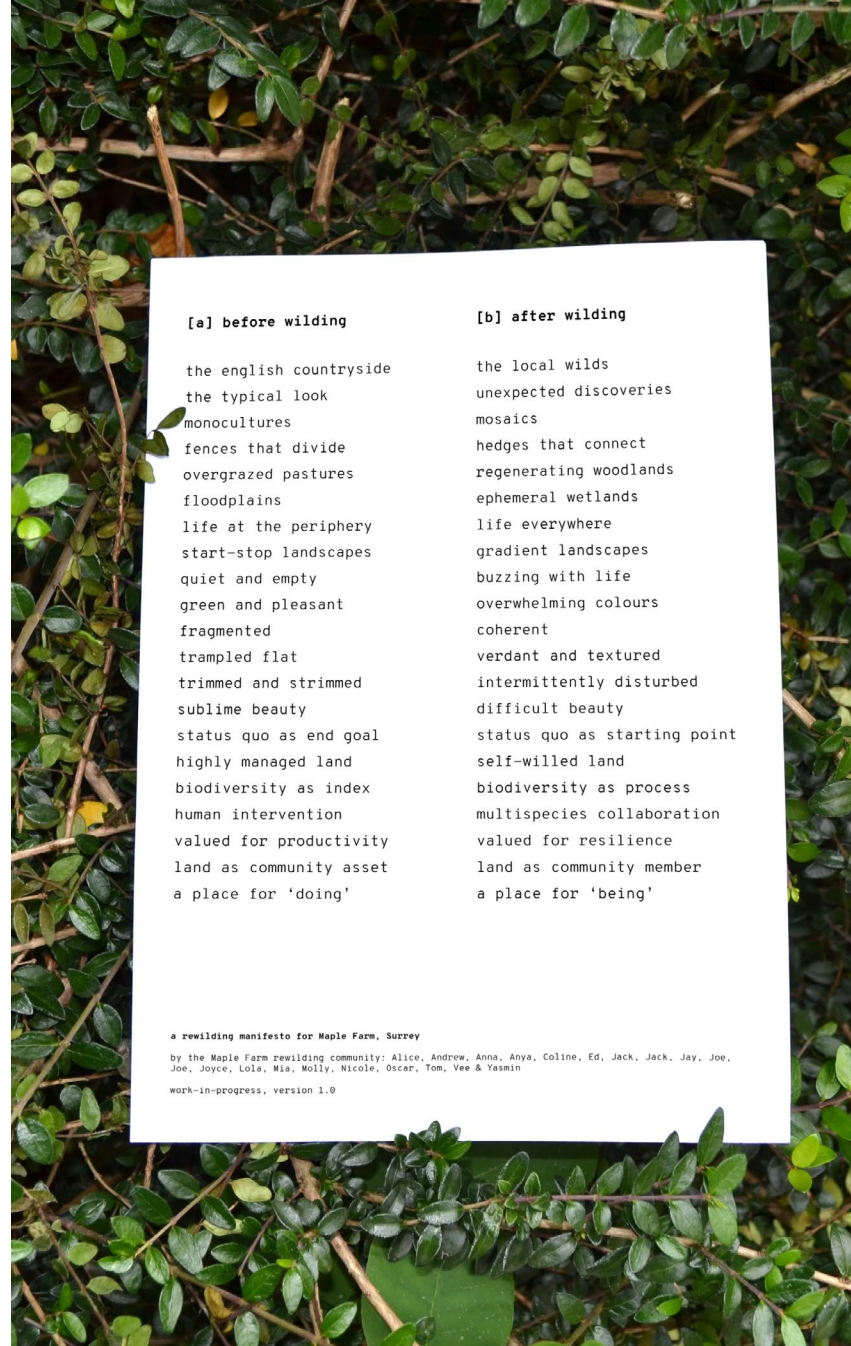 [a] before wilding
the english countryside
the typical look
monocultures
fences that divide
overgrazed pastures
floodplains
life at the periphery
start-stop landscapes
quiet and empty
green and pleasant
fragmented
trampled flat
trimmed and strimmed
sublime beauty
status quo as end goal
highly managed land
biodiversity as index
human intervention
valued for productivity
land as community asset
a place for ‘doing’
[b] after wilding
the local wilds
unexpected discoveries
mosaics
hedges that connect
regenerating woodlands
ephemeral wetlands
life everywhere
gradient landscapes
buzzing with life
overwhelming colours
coherent
verdant and textured
intermittently disturbed
difficult beauty
status quo as starting point
self-willed land
biodiversity as process
multispecies collaboration
valued for resilience
land as community member
a place for ‘being’
a rewilding manifesto for Maple Farm, Surrey
by the Maple Farm rewilding community: Alice, Andrew, Anna, Anya, Coline, Ed, Jack, Jack, Jay, Joe,
Joe, Joyce, Lola, Mia, Molly, Nicole, Oscar, Tom, Vee & Yasmin
work-in-progress, version 1.0